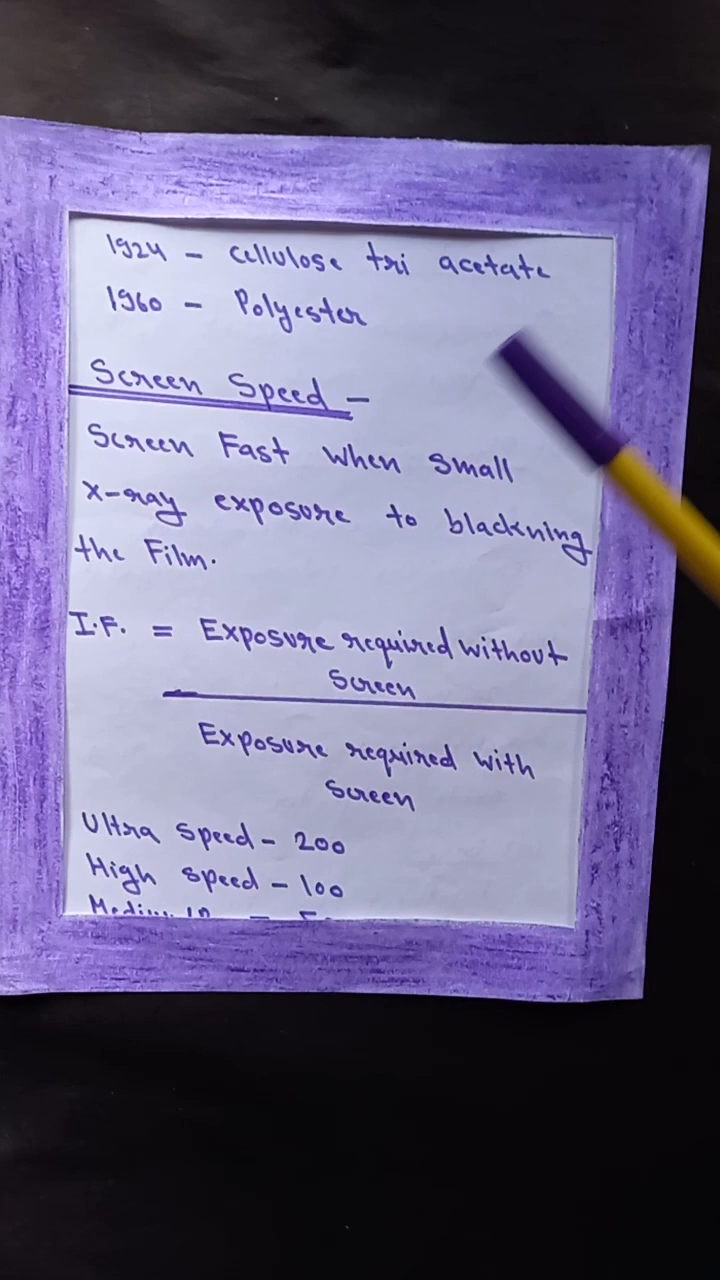 1924 - Cellulose tri acetate
1960 - Polyester
Screen Speed -
Screen Fast When Small
X-ray exposure to blackning
the Film.
I.F. = Exposure required without
Screen
Exposure required with
Screen
Ultra Speed - 200
High speed - 100